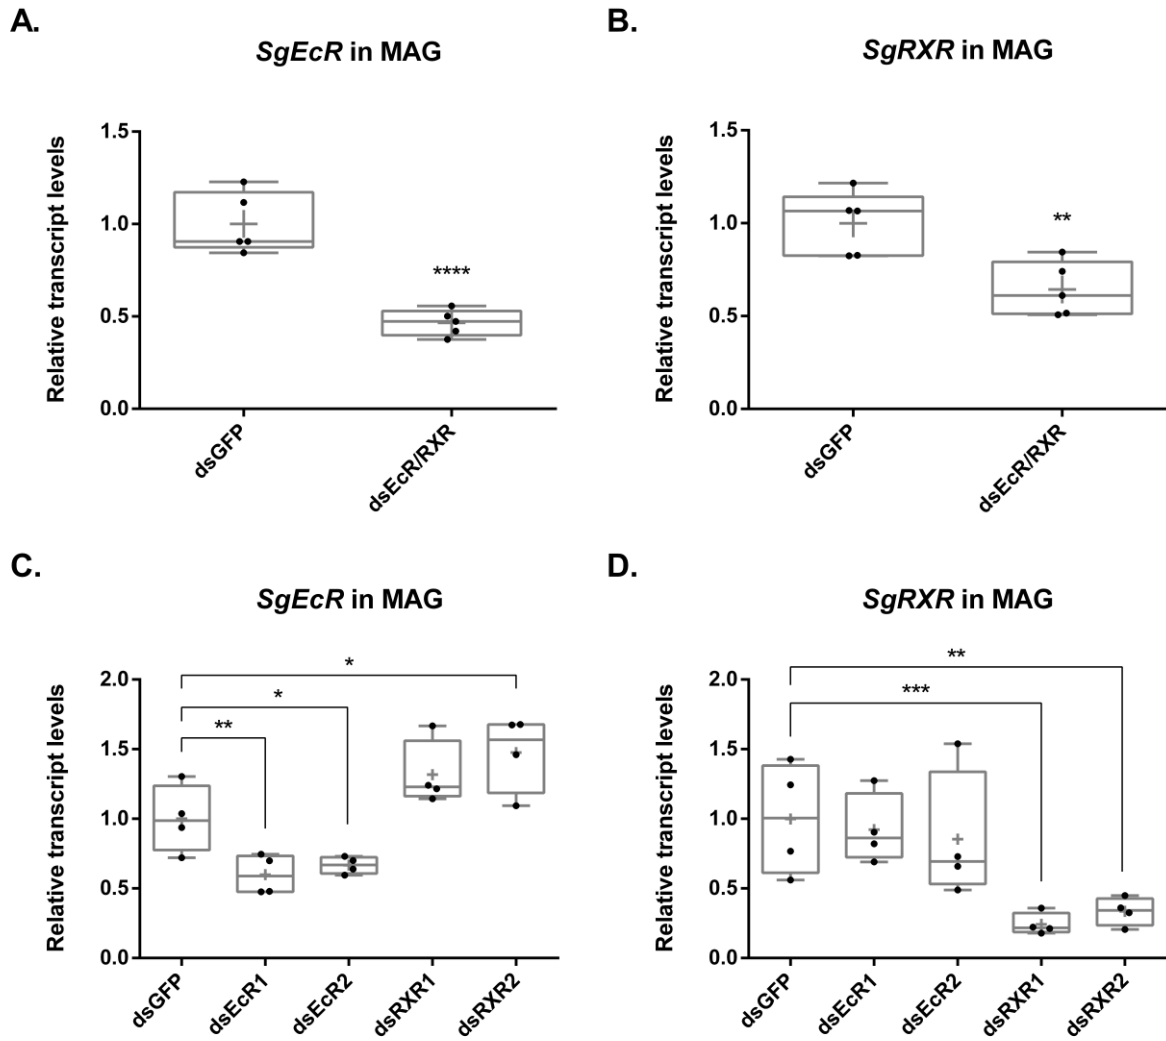 A.
SgEcR in MAG
Relative transcript levels
1.5
1.0
0.5
0.0
****
dsGFP
dsEcR/RXR
B.
SgRXR in MAG
Relative transcript levels
1.5
1.0
0.5
0.0
**
dsGFP
dsEcR/RXR
C.
SgEcR in MAG
Relative transcript levels
2.0
1.5
1.0
0.5
0.0
*
*
**
dsGFP
dsEcR1
dsEcR2
dsRXR1
dsRXR2
D.
SgRXR in MAG
Relative transcript levels
2.0
1.5
1.0
0.5
0.0
**
***
dsGFP
dsEcR1
dsEcR2
dsRXR1
dsRXR2